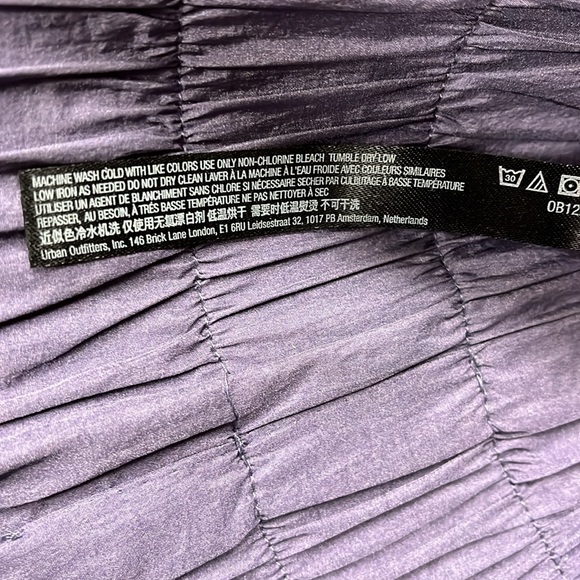 MACHINE WASH COLD WITH LIKE COLORS USE ONLY NON-CHLORINE BLEACH TUMBLE DRY LOW
LOW IRON AS NEEDED DO NOT DRY CLEAN LAVER À LA MACHINE À L'EAU FROIDE AVEC COULEURS SIMILAIRES
UTILISER UN AGENT DE BLANCHIMENT SANS CHLORE SI NÉCESSAIRE SECHER PAR CULBUTAGE À BASSE TEMPÉRATURE
REPASSER, AU BESOIN, À TRÈS BASSE TEMPÉRATURE NE PAS NETTOYER À SEC
近似色冷水机洗 仅使用无氯漂白剂 低温烘干 需要时低温熨烫 不可干洗
Urban Outfitters, Inc. 146 Brick Lane London, E1 6RU Leidsestraat 32, 1017 PB Amsterdam, Netherlands
30
0B12